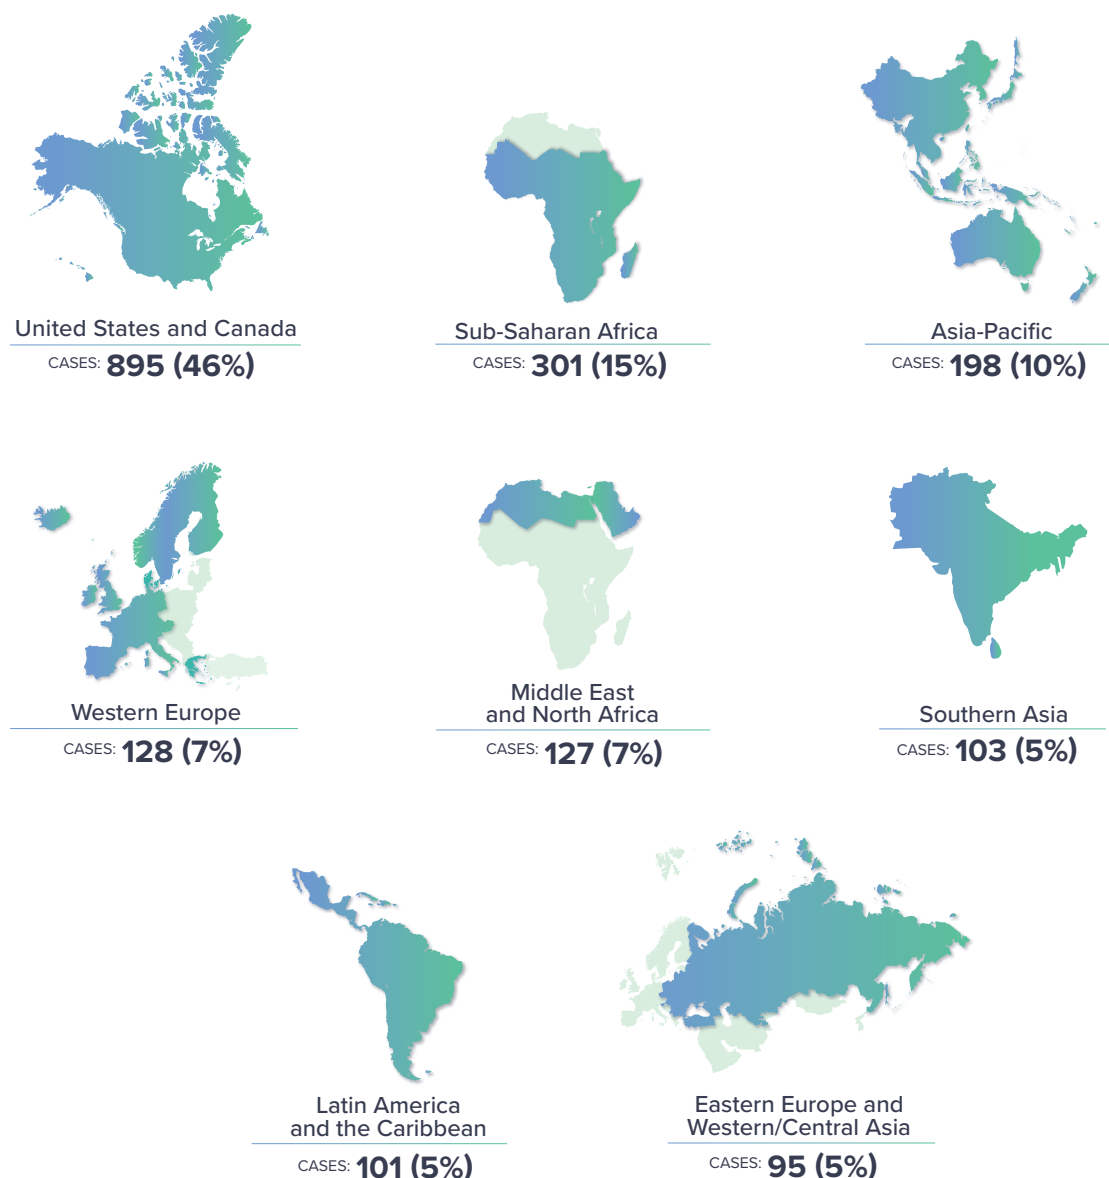 United States and Canada
CASES: 895 (46%)
Sub-Saharan Africa
CASES: 301 (15%)
Asia-Pacific
CASES: 198 (10%)
Western Europe
CASES: 128 (7%)
Middle East
and North Africa
CASES: 127 (7%)
Southern Asia
CASES: 103 (5%)
Latin America
and the Caribbean
CASES: 101 (5%)
Eastern Europe and
Western/Central Asia
CASES: 95 (5%)